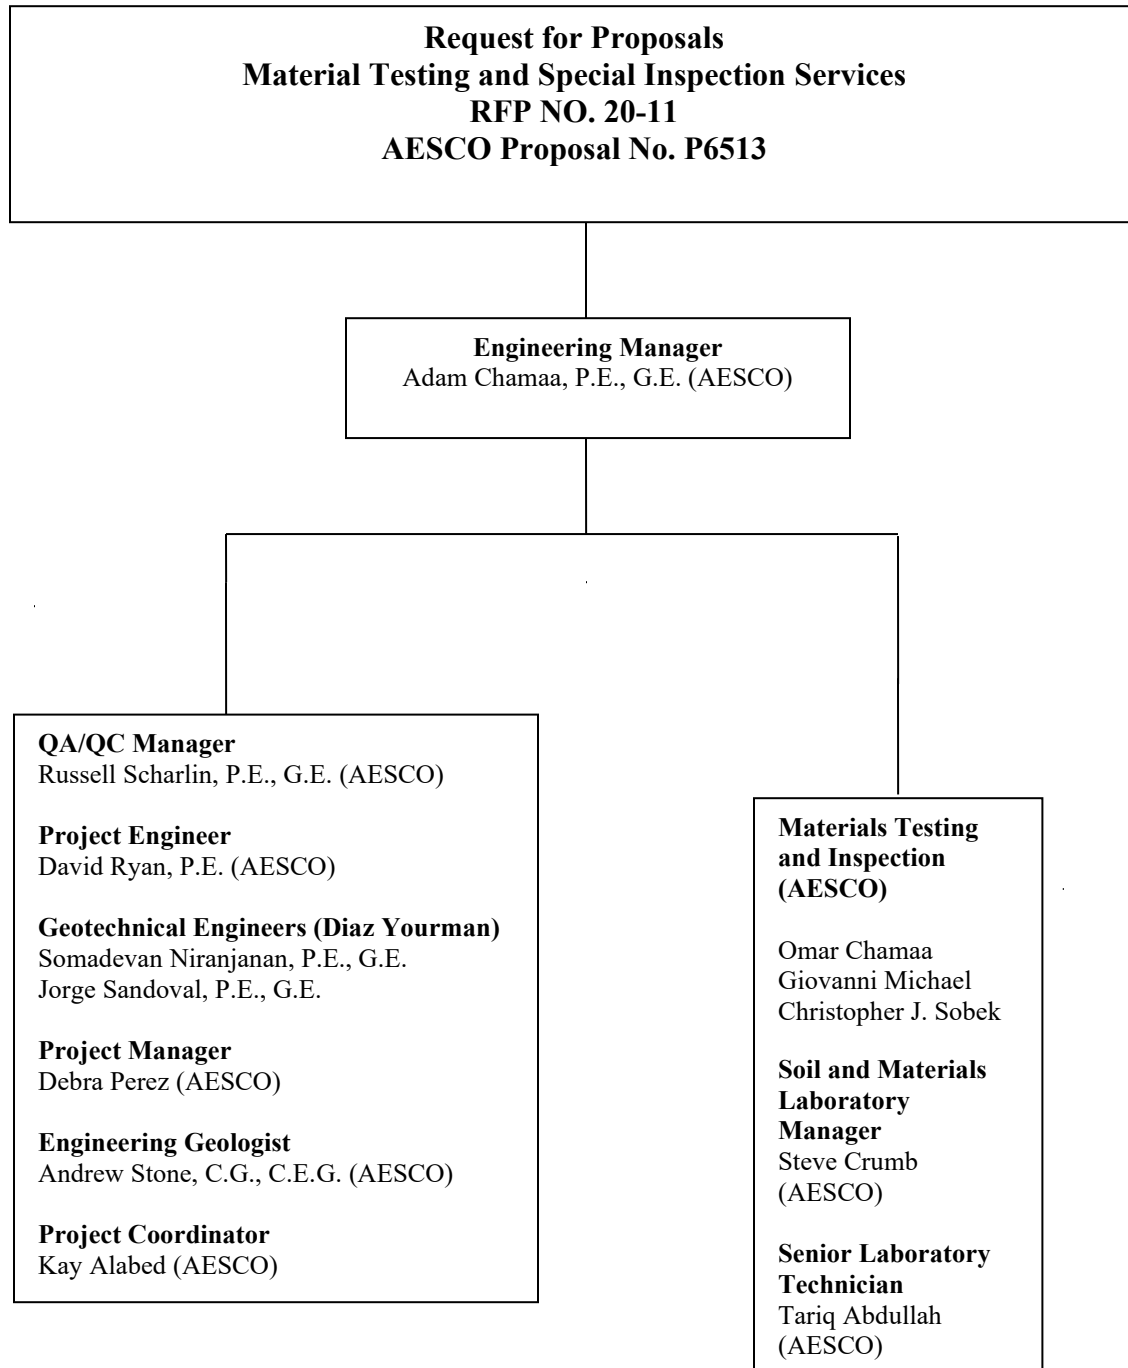 Request for Proposals
Material Testing and Special Inspection Services
RFP NO. 20-11
AESCO Proposal No. P6513
Engineering Manager
Adam Chamaa, P.E., G.E. (AESCO)
QA/QC Manager
Russell Scharlin, P.E., G.E. (AESCO)
Project Engineer
David Ryan, P.E. (AESCO)
Geotechnical Engineers (Diaz Yourman)
Somadevan Niranjanan, P.E., G.E.
Jorge Sandoval, P.E., G.E.
Project Manager
Debra Perez (AESCO)
Engineering Geologist
Andrew Stone, C.G., C.E.G. (AESCO)
Project Coordinator
Kay Alabed (AESCO)
Materials Testing
and Inspection
(AESCO)
Omar Chamaa
Giovanni Michael
Christopher J. Sobek
Soil and Materials
Laboratory
Manager
Steve Crumb
(AESCO)
Senior Laboratory
Technician
Tariq Abdullah
(AESCO)